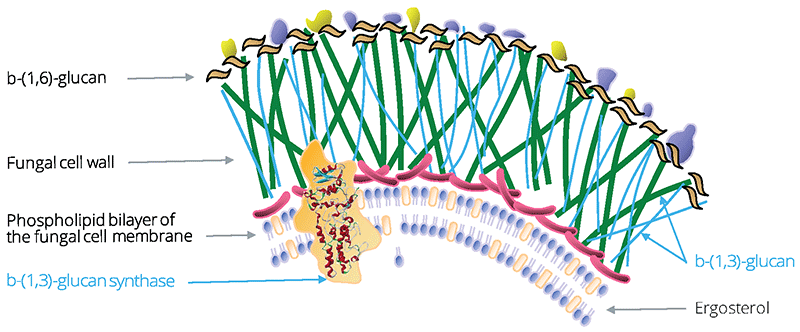 b-(1,6)-glucan
Fungal cell wall
Phospholipid bilayer of
the fungal cell membrane
b-(1,3)-glucan synthase
b-(1,3)-glucan
Ergosterol